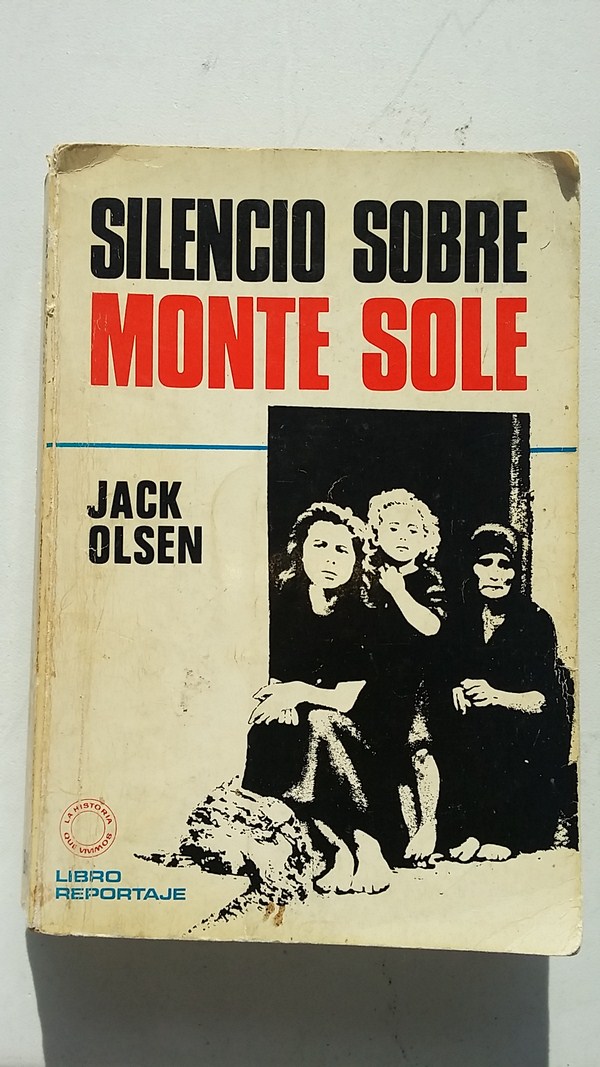 SILENCIO SOBRE
MONTE SOLE
JACK
OLSEN
LA HISTORIA
QUE VIVIMOS
LIBRO
REPORTAJE